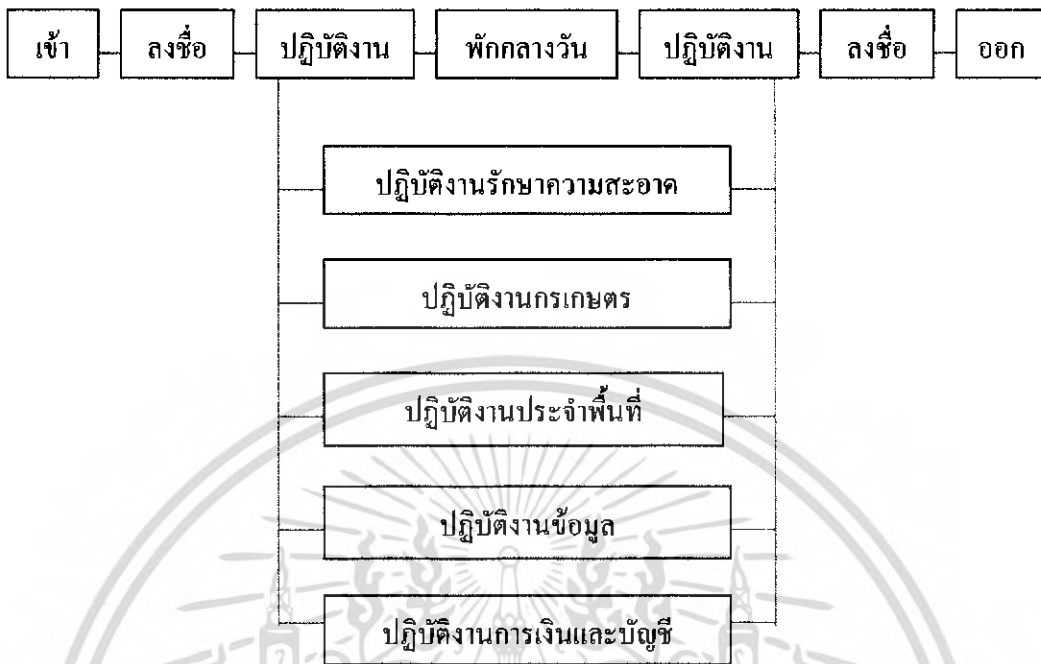 เข้า ลงชื่อ ปฏิบัติงาน พักกลางวัน ปฏิบัติงาน ลงชื่อ ออก
ปฏิบัติงานรักษาความสะอาด
ปฏิบัติงานกรเกษตร
ปฏิบัติงานประจำพื้นที่
ปฏิบัติงานข้อมูล
ปฏิบัติงานการเงินและบัญชี